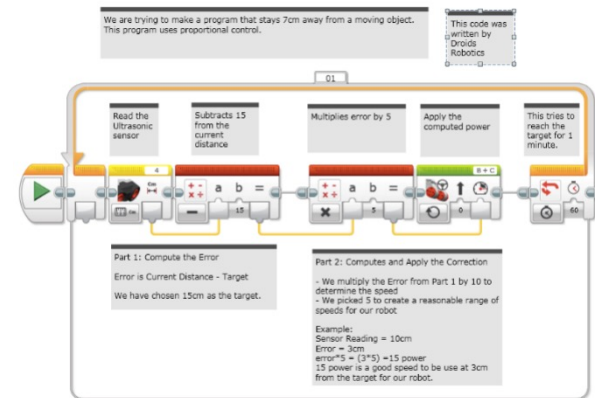 We are trying to make a program that stays 7cm away from a moving object.
This program uses proportional control.
This code was
written by
Droids
Robotics
01
Read the
Ultrasonic
sensor
Subtracts 15
from the
current
distance
Multiplies error by 5
Apply the
computed power
This tries to
reach the
target for 1
minute.
4
B + C
cm
a b =
a b =
15
5
0
60
Part 1: Compute the Error
Error is Current Distance - Target
We have chosen 15cm as the target.
Part 2: Computes and Apply the Correction
- We multiply the Error from Part 1 by 10 to
determine the speed
- We picked 5 to create a reasonable range of
speeds for our robot
Example:
Sensor Reading = 10cm
Error = 3cm
error*5 = (3*5) =15 power
15 power is a good speed to be use at 3cm
from the target for our robot.